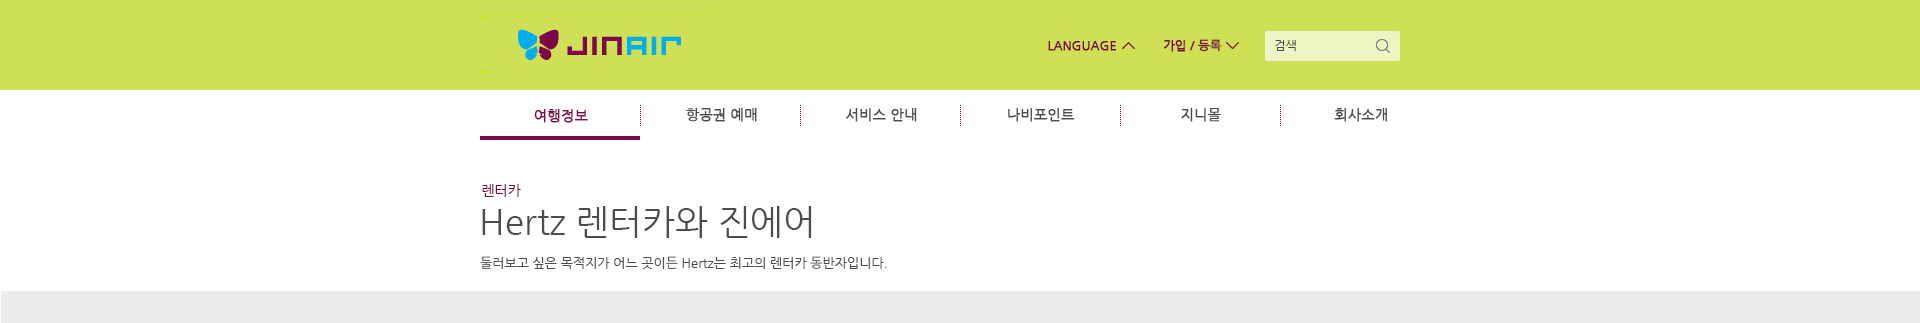 JINAIR
LANGUAGE
가입 / 등록
검색
여행정보
항공권 예매
서비스 안내
나비포인트
지니몰
회사소개
렌터카
Hertz 렌터카와 진에어
둘러보고 싶은 목적지가 어느 곳이든 Hertz는 최고의 렌터카 동반자입니다.